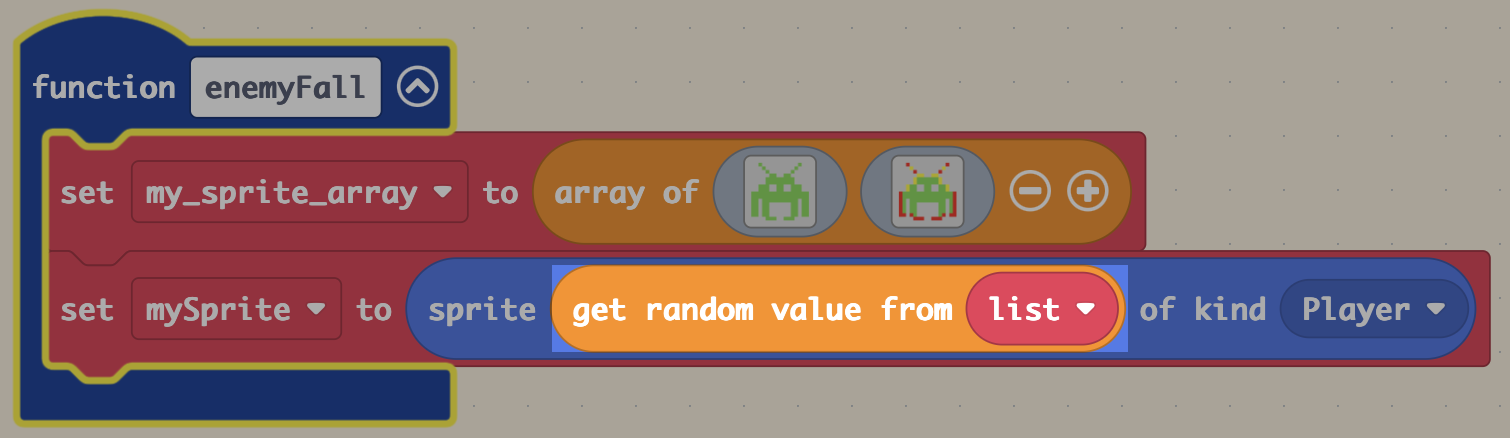 function enemyFall
set my_sprite_array to array of
set mySprite to sprite get random value from list of kind Player